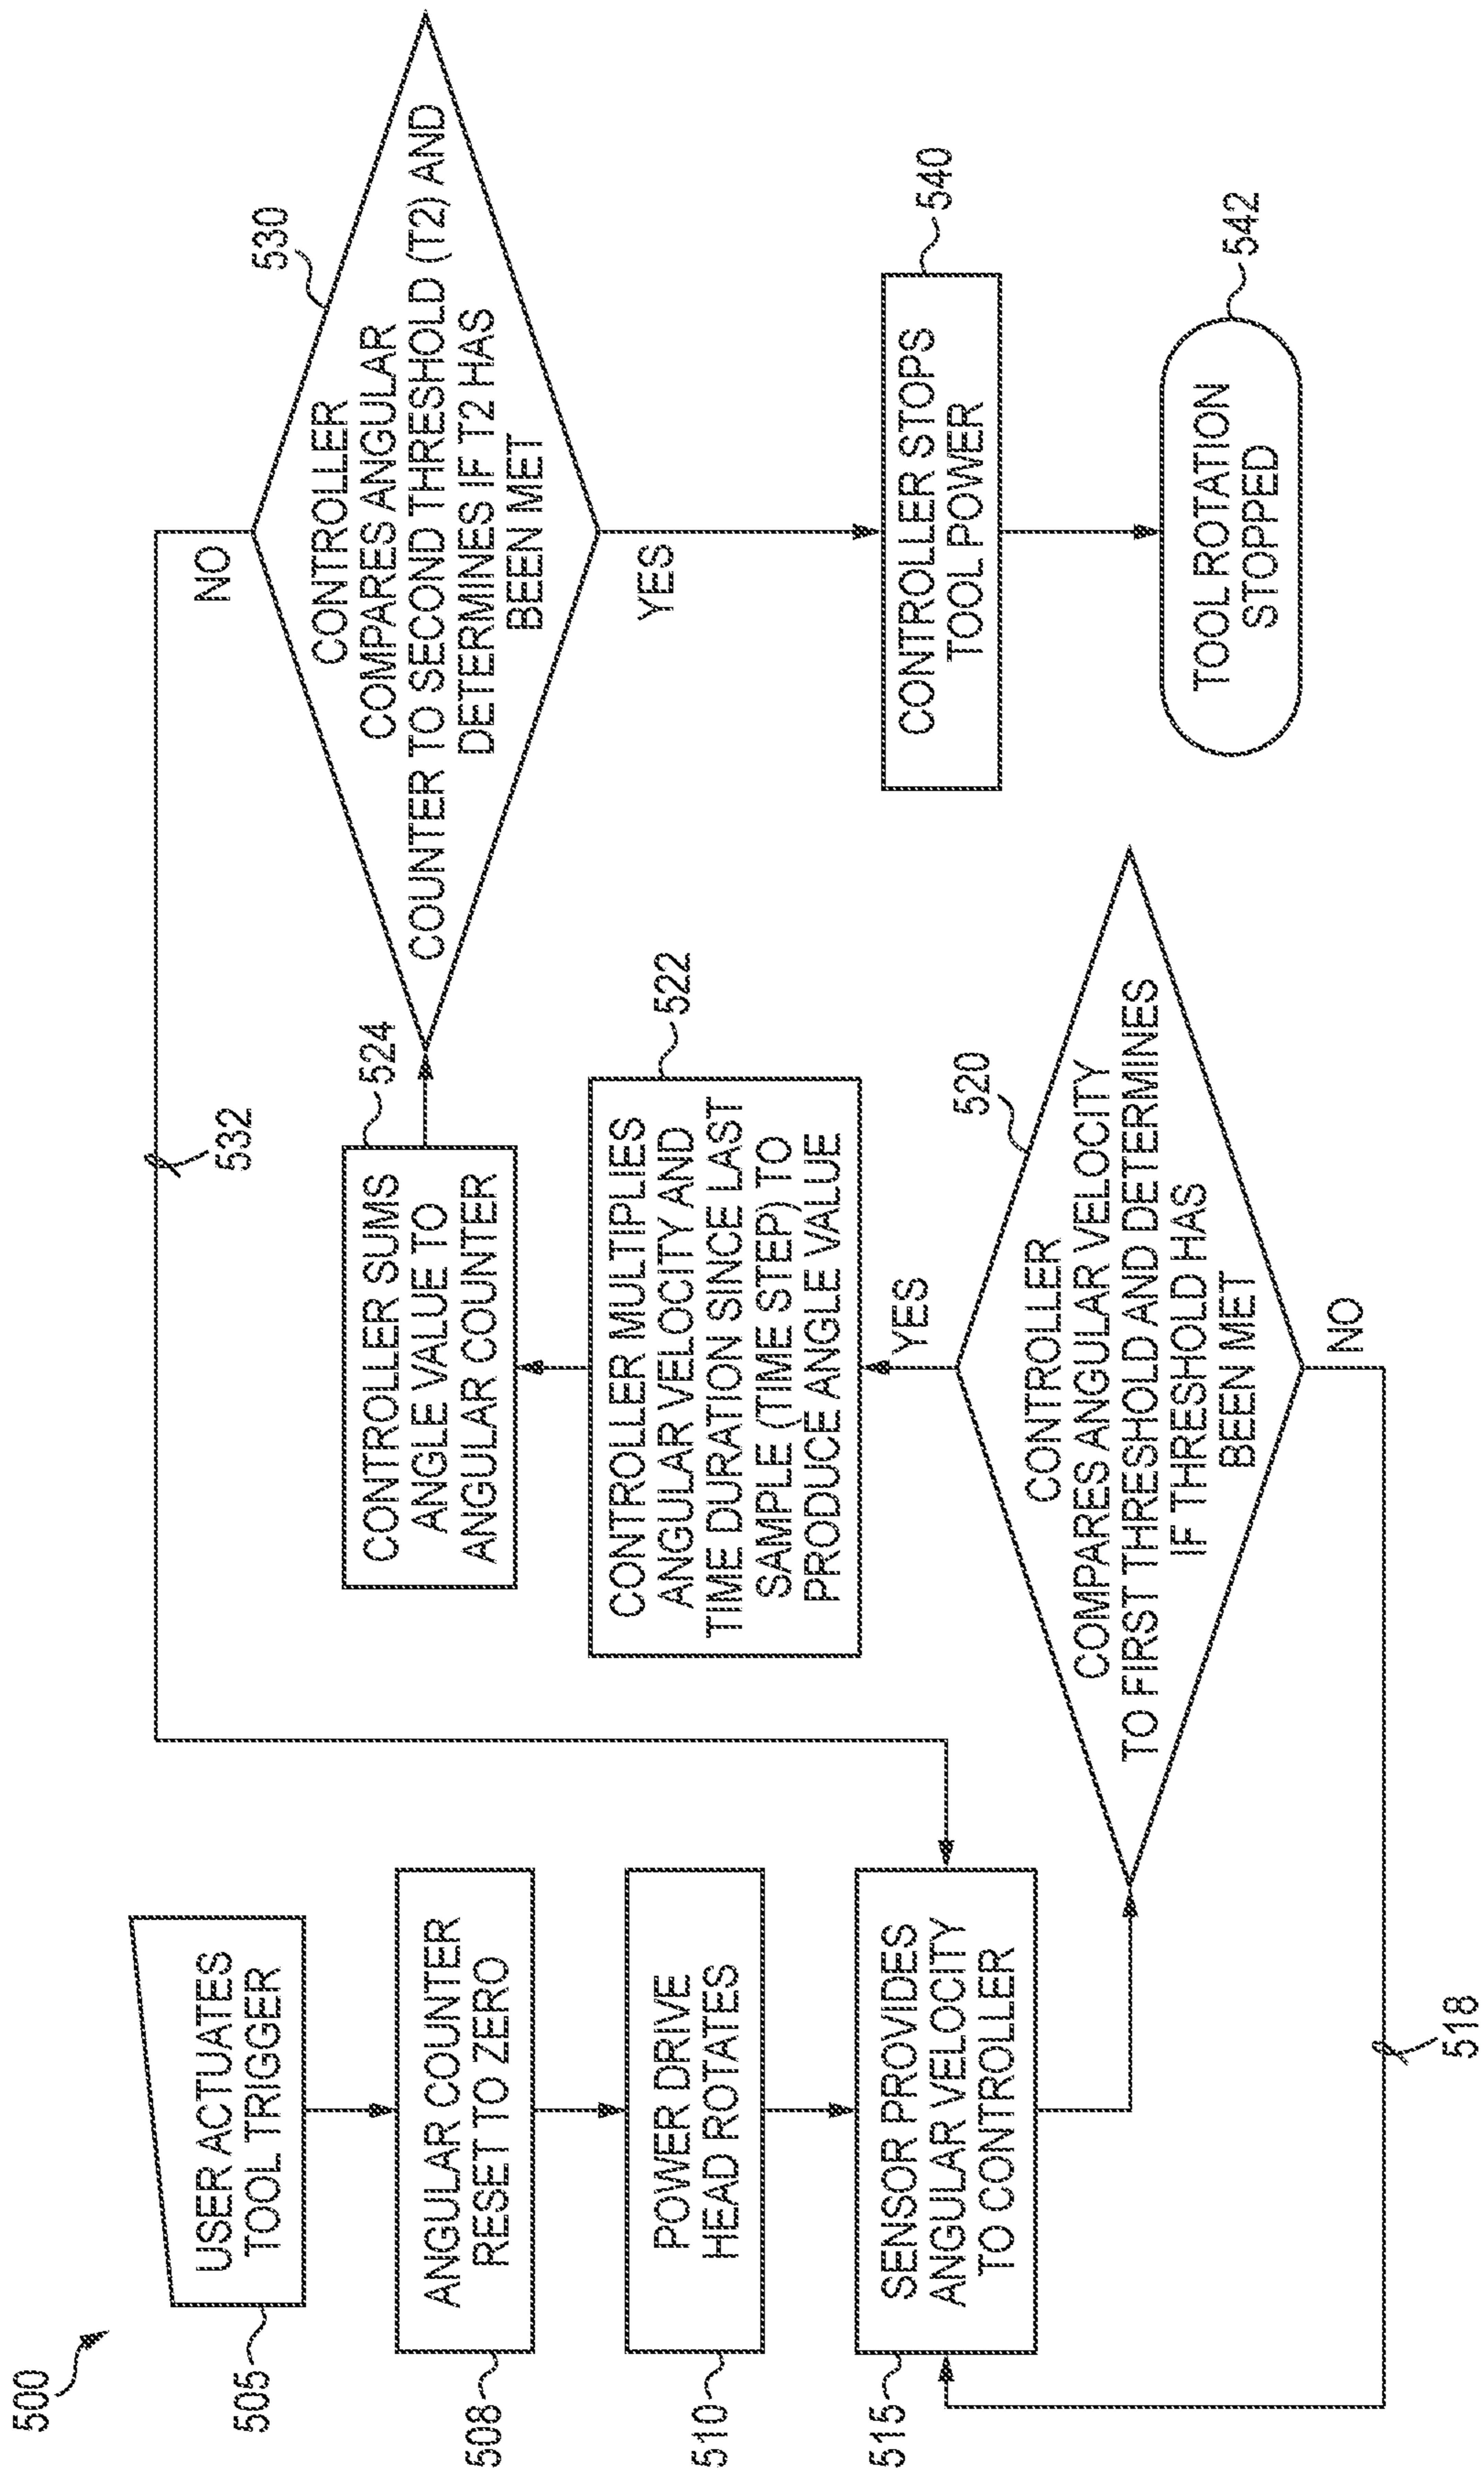 500
505
USER ACTUATES
TOOL TRIGGER
508
ANGULAR COUNTER
RESET TO ZERO
510
POWER DRIVE
HEAD ROTATES
515
SENSOR PROVIDES
ANGULAR VELOCITY
TO CONTROLLER
518
520
CONTROLLER
COMPARES ANGULAR VELOCITY
TO FIRST THRESHOLD AND DETERMINES
IF THRESHOLD HAS
BEEN MET
NO
YES
522
CONTROLLER MULTIPLIES
ANGULAR VELOCITY AND
TIME DURATION SINCE LAST
SAMPLE (TIME STEP) TO
PRODUCE ANGLE VALUE
524
CONTROLLER SUMS
ANGLE VALUE TO
ANGULAR COUNTER
530
CONTROLLER
COMPARES ANGULAR
COUNTER TO SECOND THRESHOLD (T2) AND
DETERMINES IF T2 HAS
BEEN MET
NO
532
YES
540
CONTROLLER STOPS
TOOL POWER
542
TOOL ROTATION
STOPPED